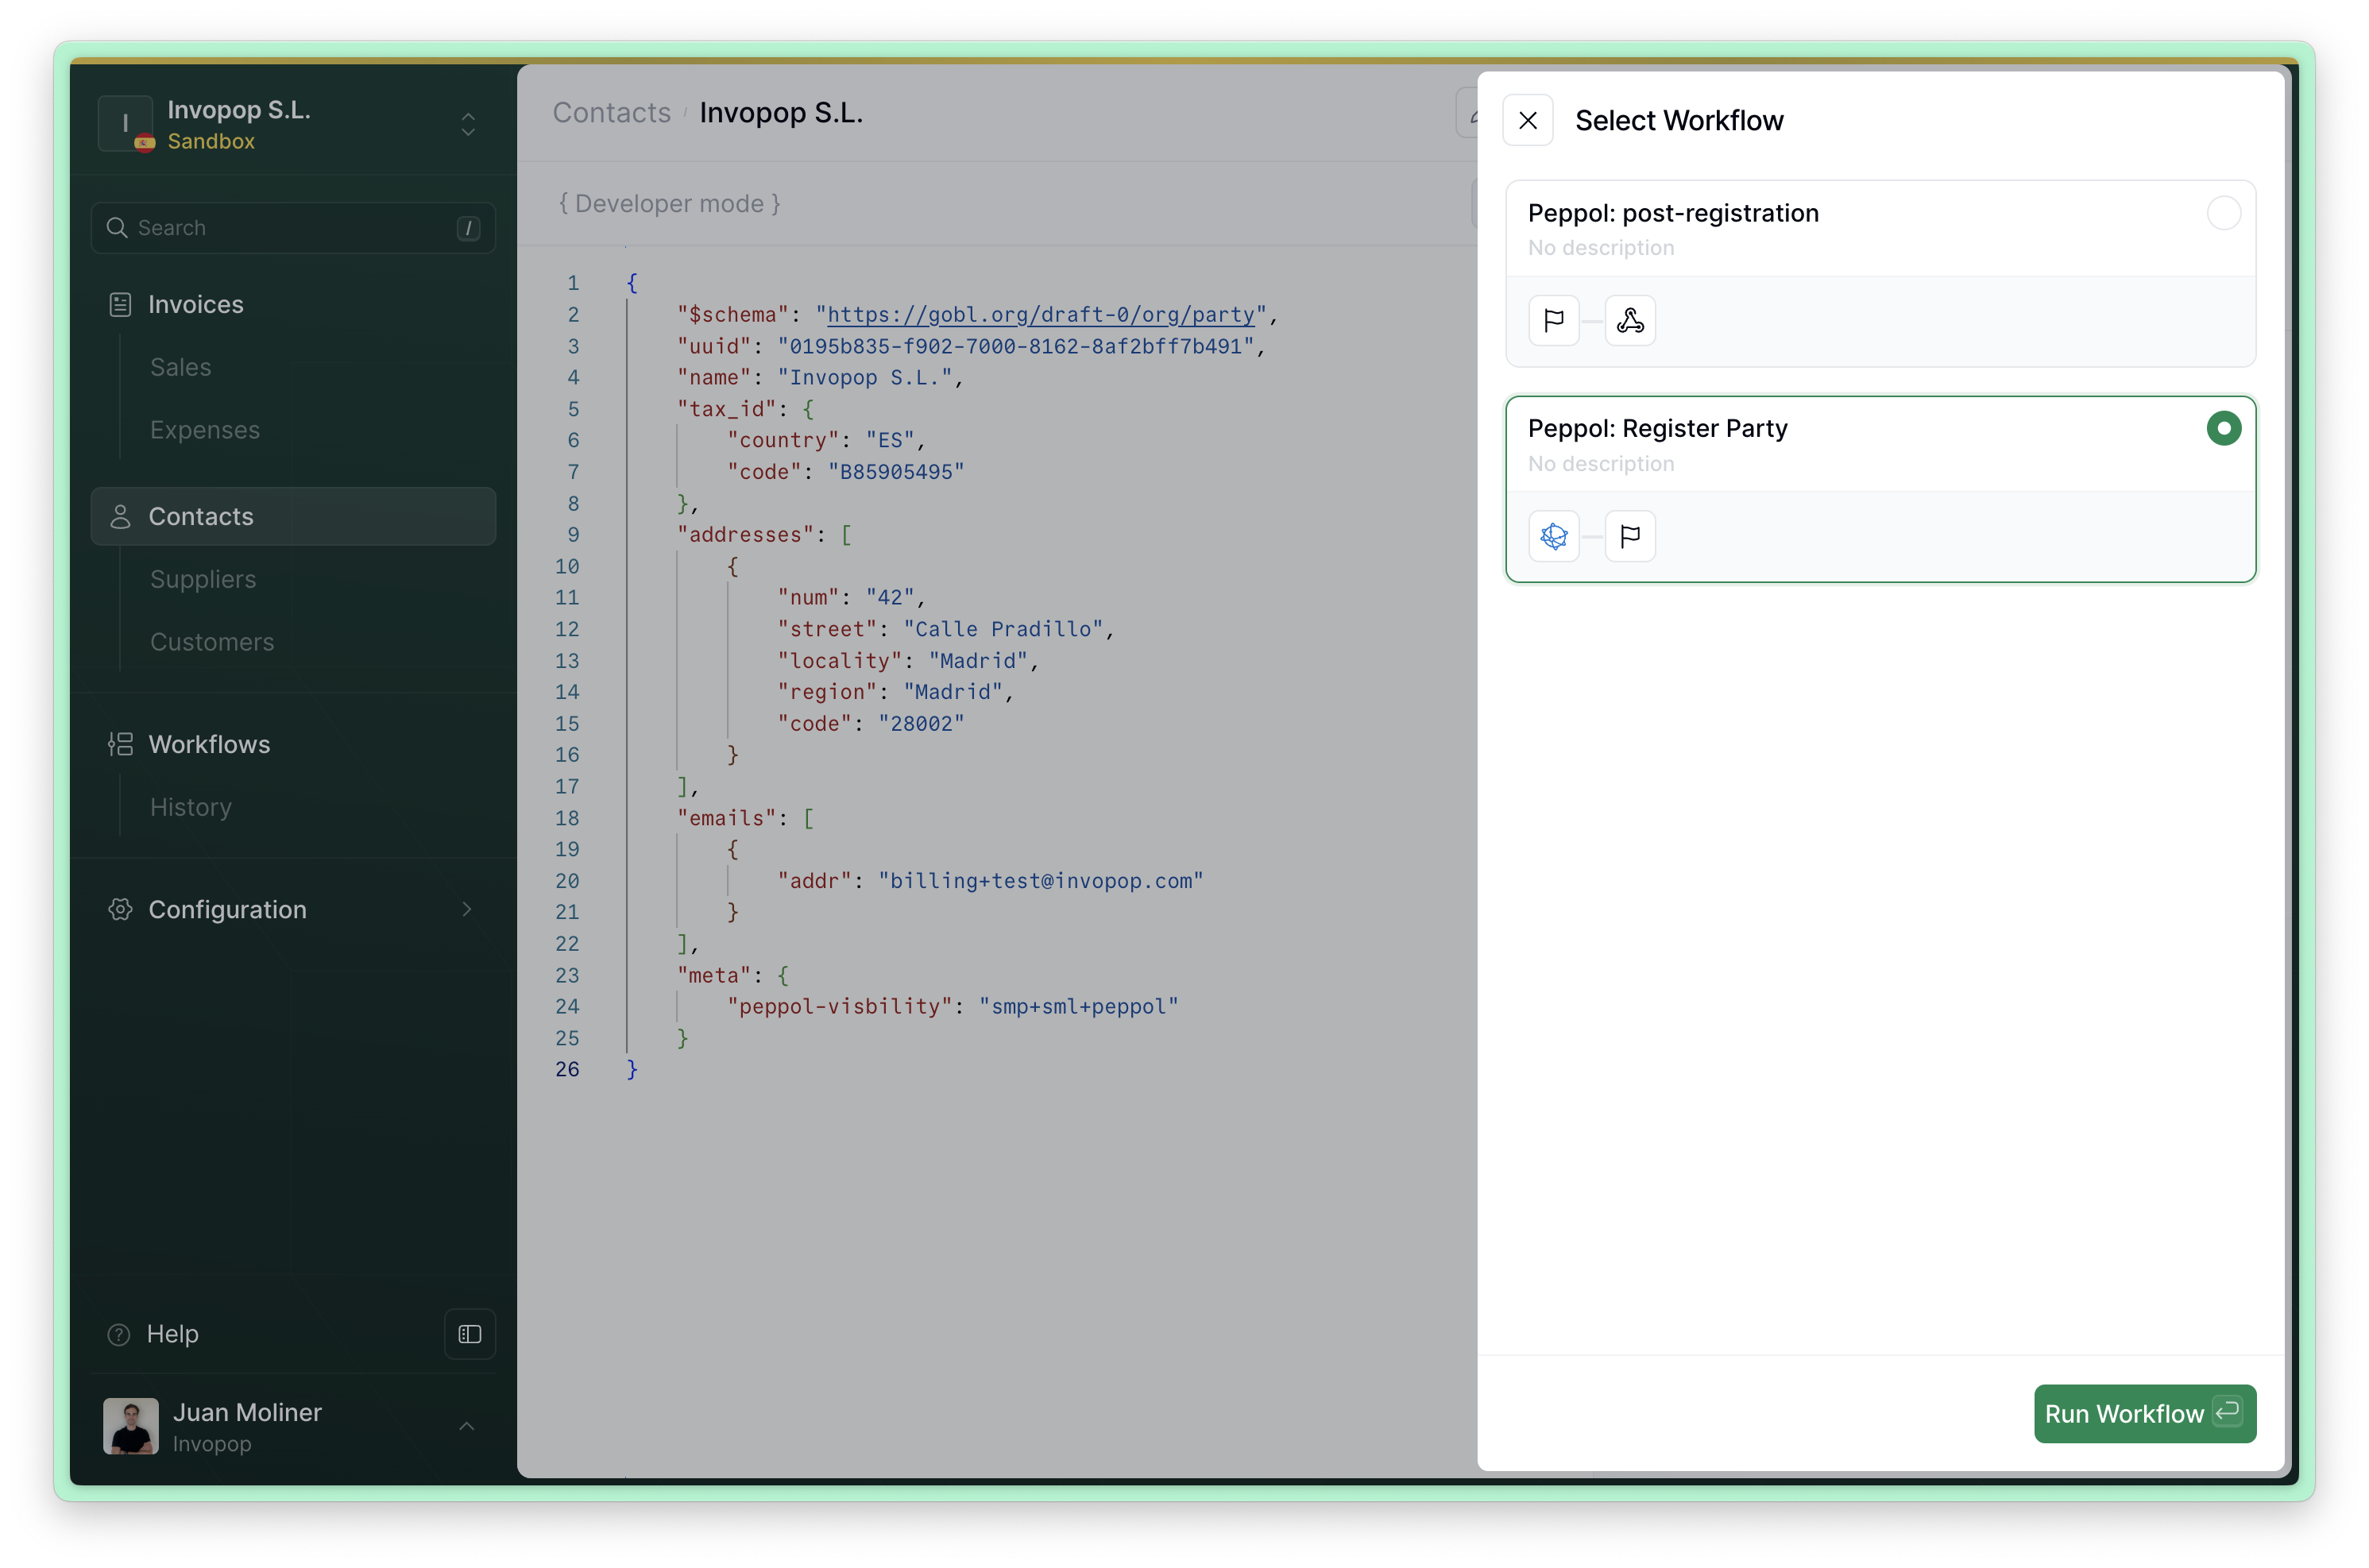 I
Invopop S.L.
Sandbox
Search
/
Invoices
Sales
Expenses
Contacts
Suppliers
Customers
Workflows
History
Configuration
Help
Juan Moliner
Invopop
Contacts / Invopop S.L.
{ Developer mode }
1 {
2 "$schema": "https://gobl.org/draft-0/org/party",
3 "uuid": "0195b835-f902-7000-8162-8af2bff7b491",
4 "name": "Invopop S.L.",
5 "tax_id": {
6 "country": "ES",
7 "code": "B85905495"
8 },
9 "addresses": [
10 {
11 "num": "42",
12 "street": "Calle Pradillo",
13 "locality": "Madrid",
14 "region": "Madrid",
15 "code": "28002"
16 }
17 ],
18 "emails": [
19 {
20 "addr": "billing+test@invopop.com"
21 }
22 ],
23 "meta": {
24 "peppol-visbility": "smp+sml+peppol"
25 }
26 }
Select Workflow
Peppol: post-registration
No description
Peppol: Register Party
No description
Run Workflow